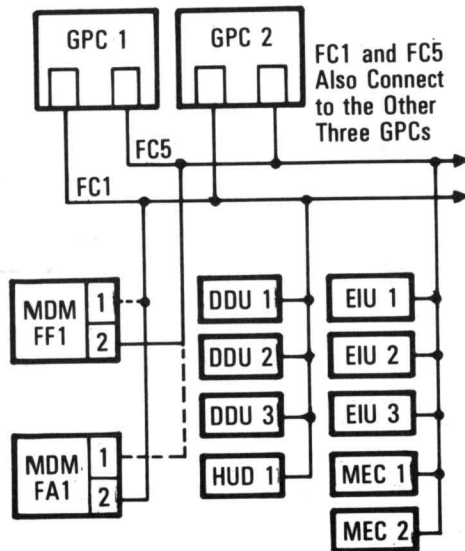 GPC 1
GPC 2
FC1 and FC5
Also Connect
to the Other
Three GPCs
FC5
FC1
MDM
FF1
1
2
DDU 1
DDU 2
DDU 3
HUD 1
EIU 1
EIU 2
EIU 3
MEC 1
MEC 2
MDM
FA1
1
2